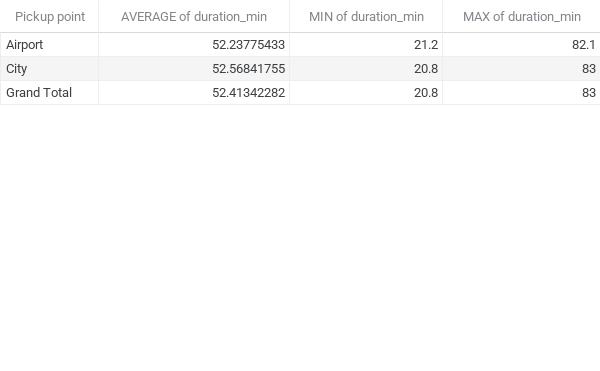 Pickup point AVERAGE of duration_min MIN of duration_min MAX of duration_min
Airport 52.23775433 21.2 82.1
City 52.56841755 20.8 83
Grand Total 52.41342282 20.8 83